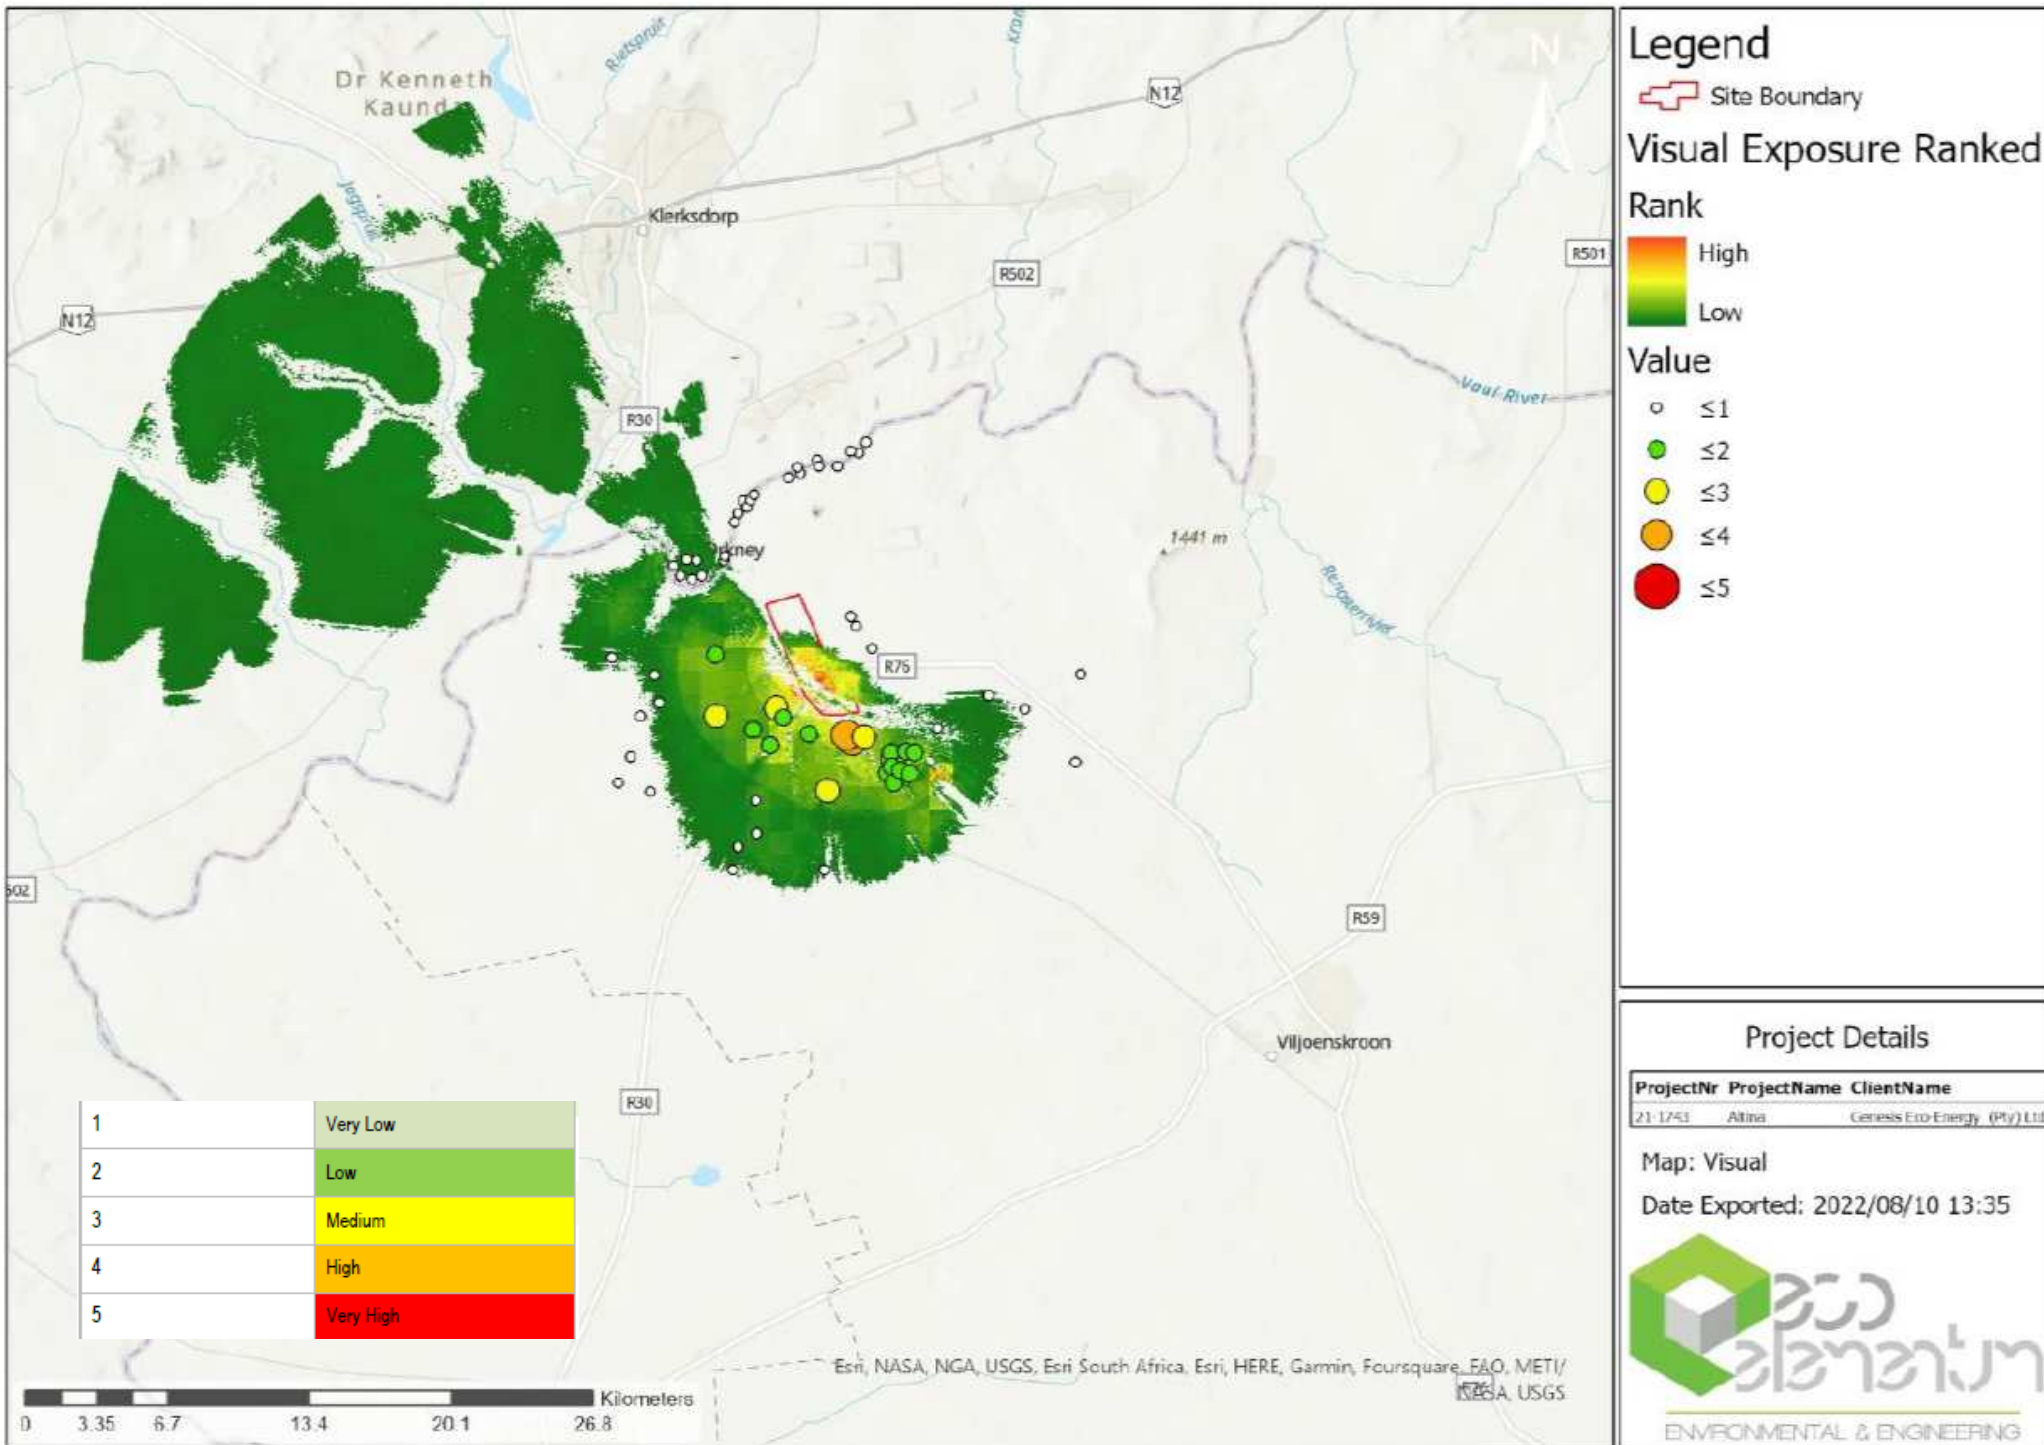 Dr Kenneth
Kaund
Rietspruit
Jagspruit
N12
Klerksdorp
R502
R501
N12
R30
Vaal River
Orkney
1441 m
Renosterrivier
R76
502
R59
Viljoenskroon
R30
1 Very Low
2 Low
3 Medium
4 High
5 Very High
Esri, NASA, NGA, USGS, Esri South Africa, Esri, HERE, Garmin, Foursquare, FAO, METI/
NASA, USGS
R76
Kilometers
0 3.35 6.7 13.4 20.1 26.8
N
Legend
Site Boundary
Visual Exposure Ranked
Rank
High
Low
Value
≤1
≤2
≤3
≤4
≤5
Project Details
ProjectNr ProjectName ClientName
21-1743 Altina Genesis Eco-Energy (Pty) Ltd
Map: Visual
Date Exported: 2022/08/10 13:35
eco
elementum
ENVIRONMENTAL & ENGINEERING